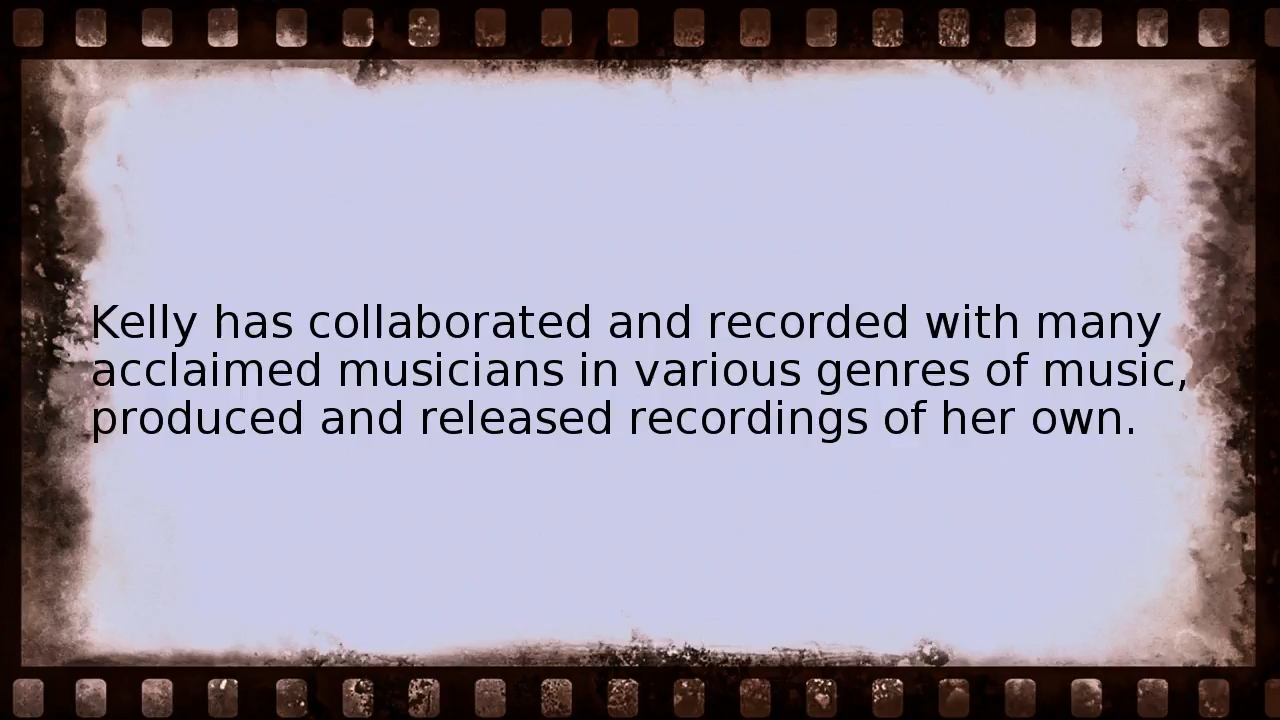 Kelly has collaborated and recorded with many
acclaimed musicians in various genres of music,
produced and released recordings of her own.